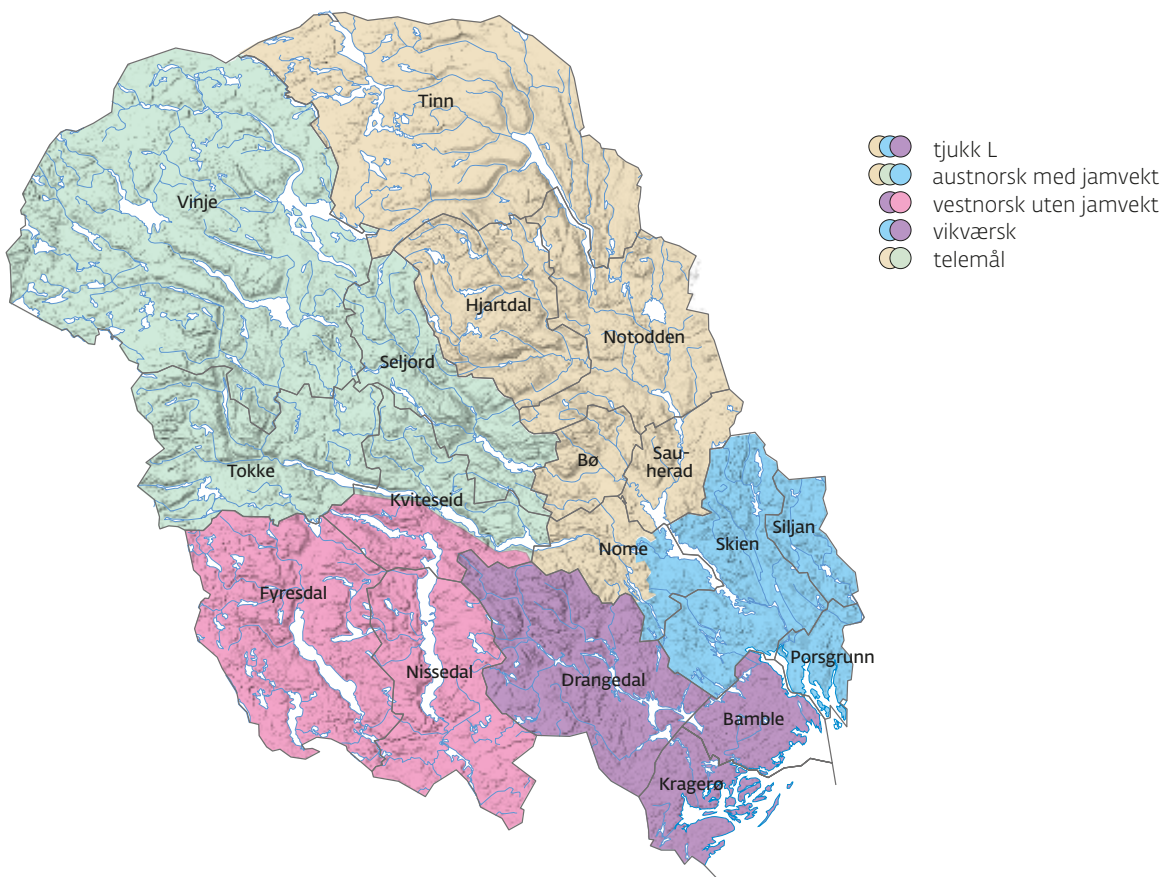 Tinn
tjukk L
austnorsk med jamvekt
Vinje
vestnorsk uten jamvekt
vikværsk
telemål
Hjartdal
Notodden
Seljord
Sau-
herad
Bø
Tokke
Kviteseid
Siljan
Skien
Nome
Fyresdal
Porsgrunn
Nissedal
Drangedal
Bamble
Kragerø